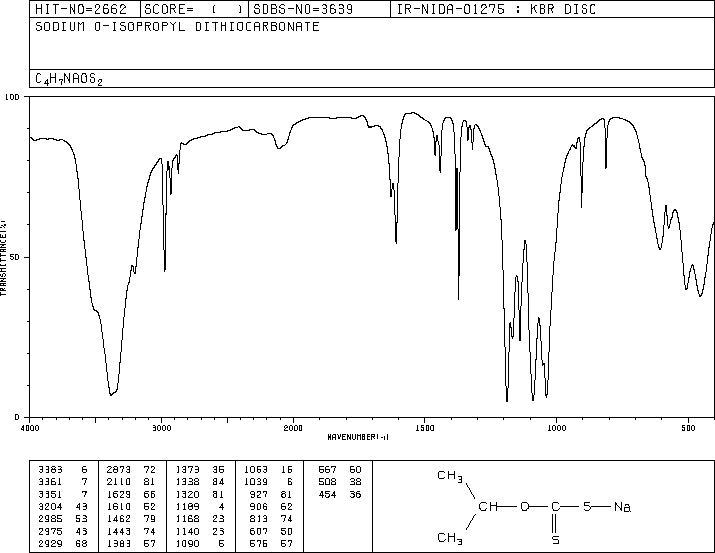 HIT-NO=2662 SCORE= ( ) SDBS-NO=3639 IR-NIDA-01275 : KBR DISC
SODIUM O-ISOPROPYL DITHIOCARBONATE
C4H7NAOS2
100
50
0
TRANSMITTANCE(%)
4000 3000 2000 1500 1000 500
WAVENUMBER(-1)
3383 6 2873 72 1373 36 1063 16 667 60
3361 7 2110 81 1338 84 1039 6 508 38
3351 7 1629 66 1320 81 927 81 454 36
3204 43 1610 52 1189 4 906 62
2985 53 1462 79 1168 23 813 74
2975 43 1443 74 1140 23 607 50
2929 68 1383 57 1090 5 576 57
CH3
CH O C S Na
CH3 S